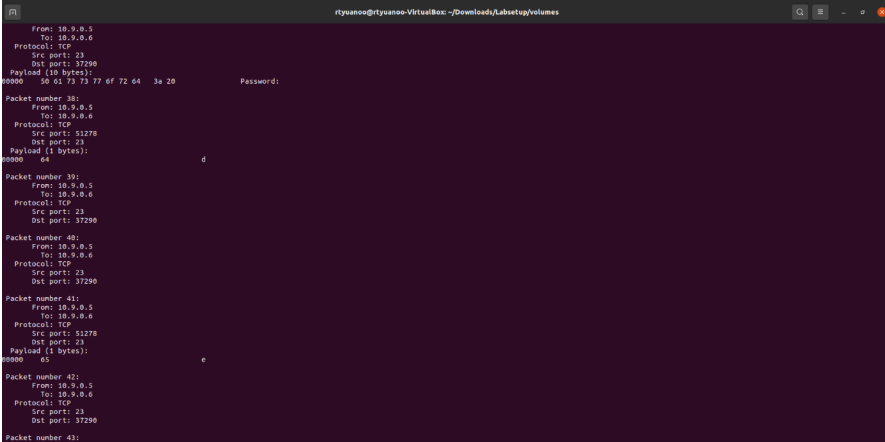 rtyuanoo@rtyuanoo-VirtualBox: ~/Downloads/Labsetup/volumes
From: 10.9.0.5
To: 10.9.0.6
Protocol: TCP
Src port: 23
Dst port: 37290
Payload (10 bytes):
00000 50 61 73 73 77 6f 72 64 3a 20 Password:
Packet number 38:
From: 10.9.0.5
To: 10.9.0.6
Protocol: TCP
Src port: 51278
Dst port: 23
Payload (1 bytes):
00000 64 d
Packet number 39:
From: 10.9.0.5
To: 10.9.0.6
Protocol: TCP
Src port: 23
Dst port: 37290
Packet number 40:
From: 10.9.0.5
To: 10.9.0.6
Protocol: TCP
Src port: 23
Dst port: 37290
Packet number 41:
From: 10.9.0.5
To: 10.9.0.6
Protocol: TCP
Src port: 51278
Dst port: 23
Payload (1 bytes):
00000 65 e
Packet number 42:
From: 10.9.0.5
To: 10.9.0.6
Protocol: TCP
Src port: 23
Dst port: 37290
Packet number 43: